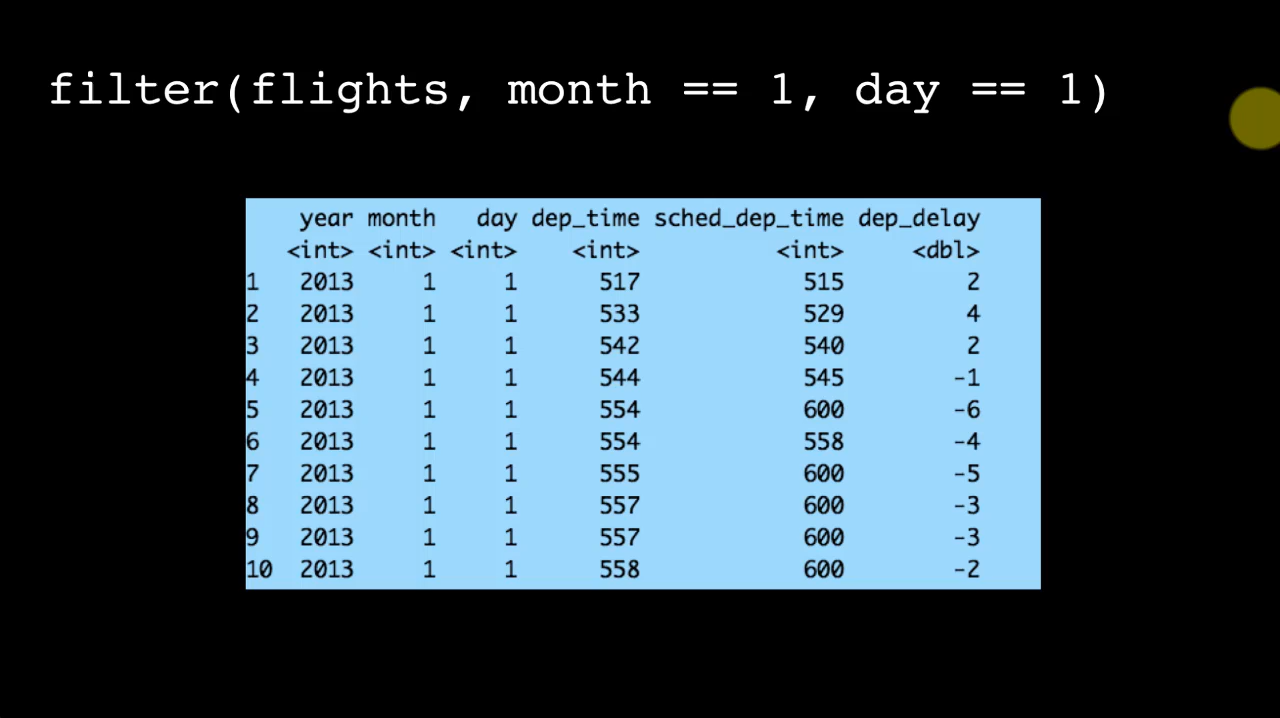 filter(flights, month == 1, day == 1)
year month day dep_time sched_dep_time dep_delay
<int> <int> <int> <int> <int> <dbl>
1 2013 1 1 517 515 2
2 2013 1 1 533 529 4
3 2013 1 1 542 540 2
4 2013 1 1 544 545 -1
5 2013 1 1 554 600 -6
6 2013 1 1 554 558 -4
7 2013 1 1 555 600 -5
8 2013 1 1 557 600 -3
9 2013 1 1 557 600 -3
10 2013 1 1 558 600 -2